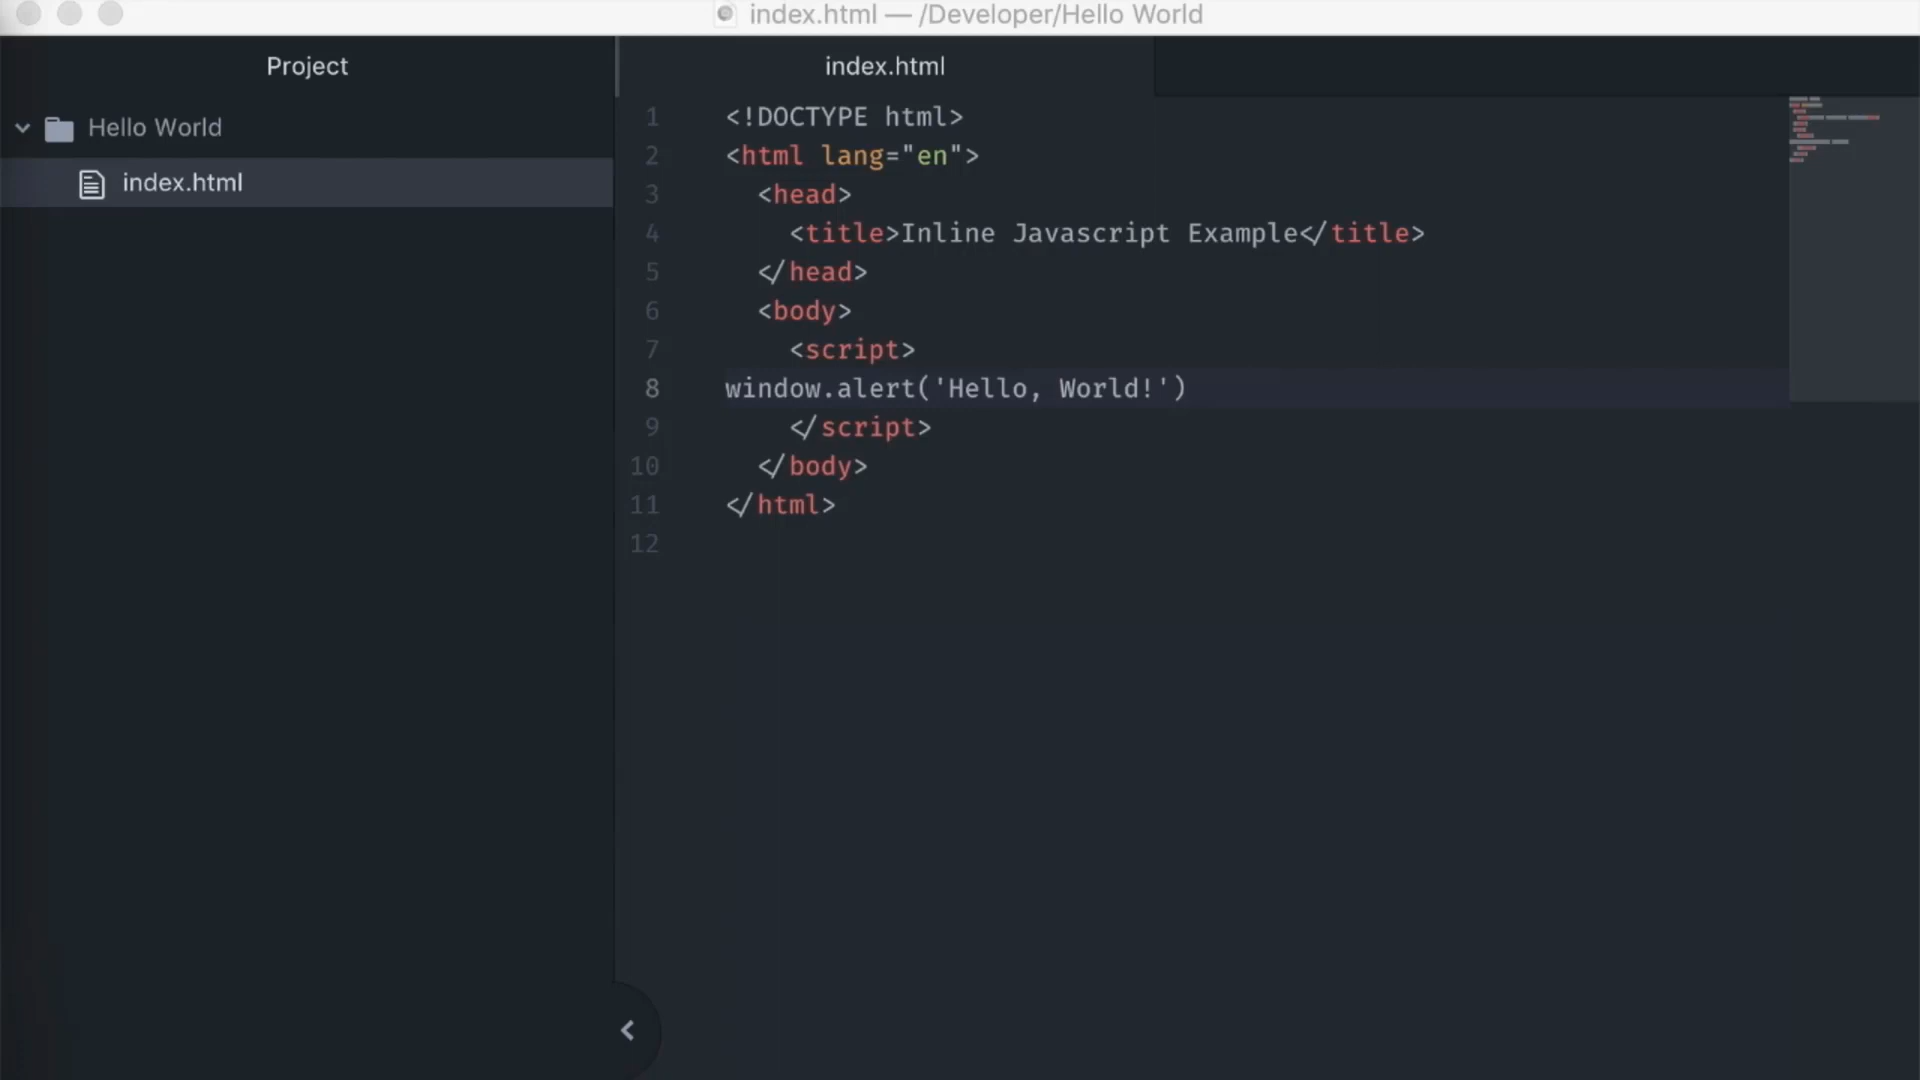 index.html — /Developer/Hello World
Project
Hello World
index.html
index.html
1 <!DOCTYPE html>
2 <html lang="en">
3 <head>
4 <title>Inline Javascript Example</title>
5 </head>
6 <body>
7 <script>
8 window.alert('Hello, World!')
9 </script>
10 </body>
11 </html>
12